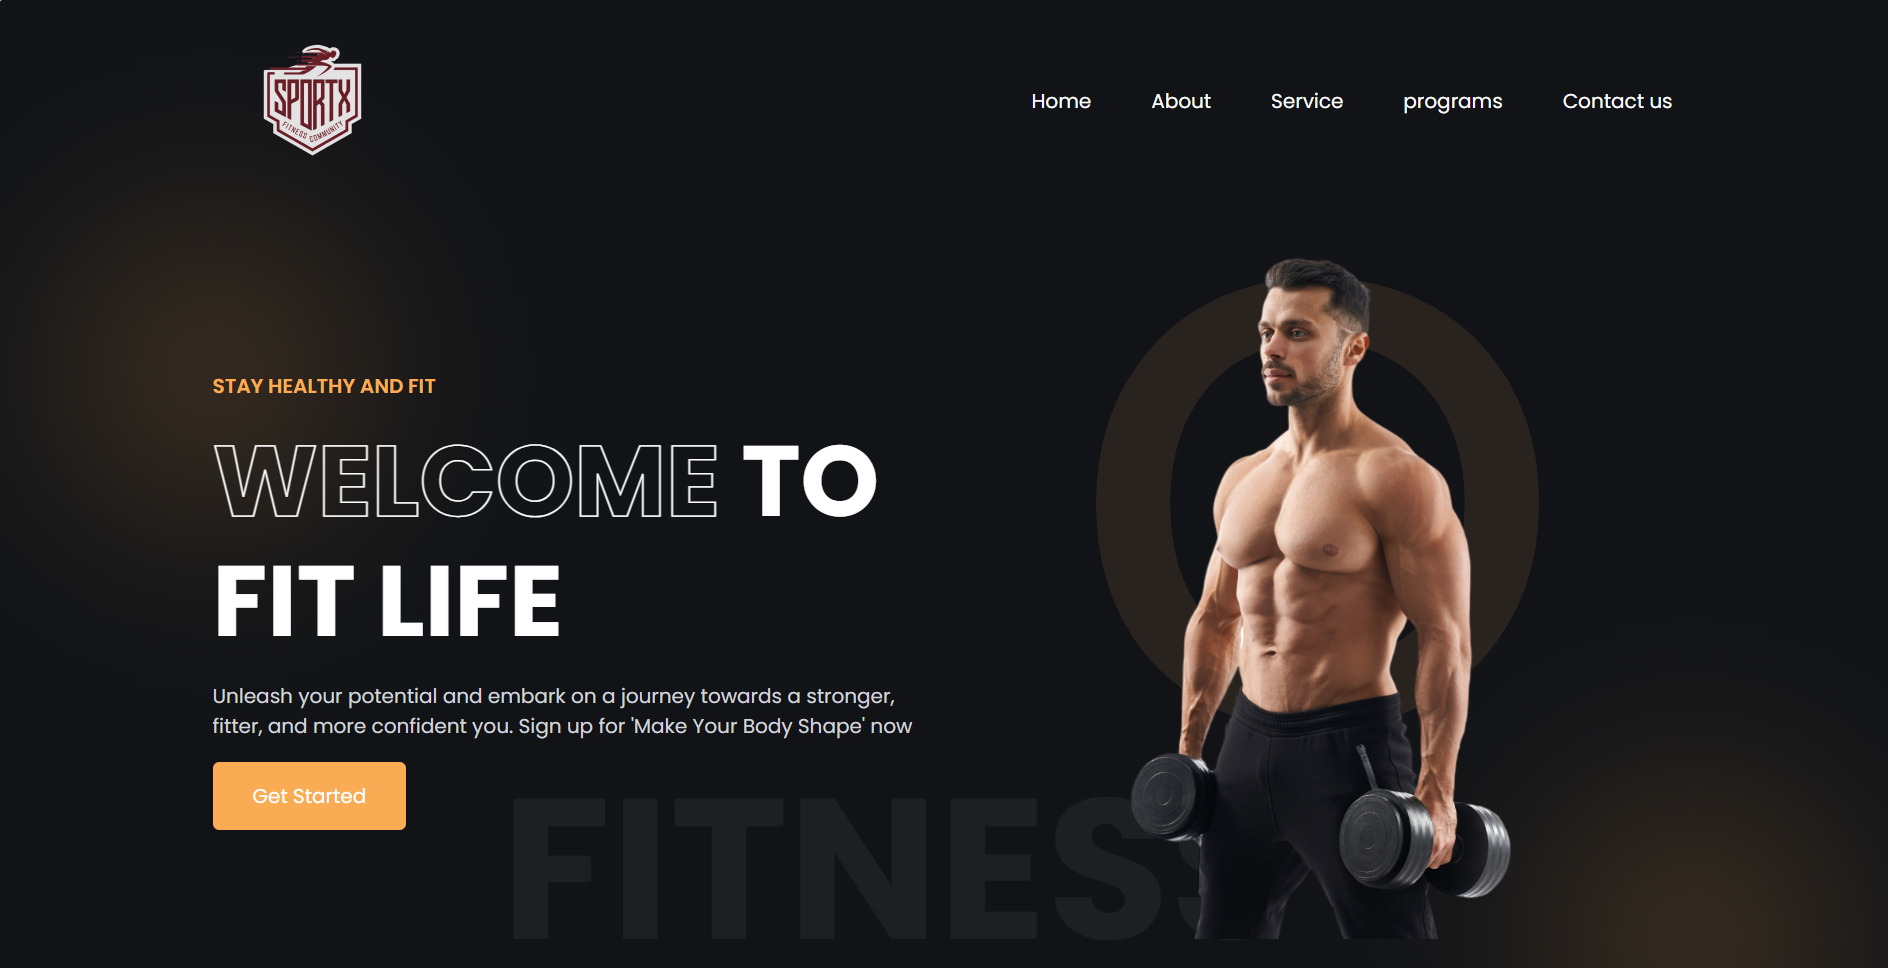 SPORTX
FITNESS COMMUNITY
Home About Service programs Contact us
STAY HEALTHY AND FIT
WELCOME TO
FIT LIFE
Unleash your potential and embark on a journey towards a stronger,
fitter, and more confident you. Sign up for 'Make Your Body Shape' now
Get Started
FITNESS